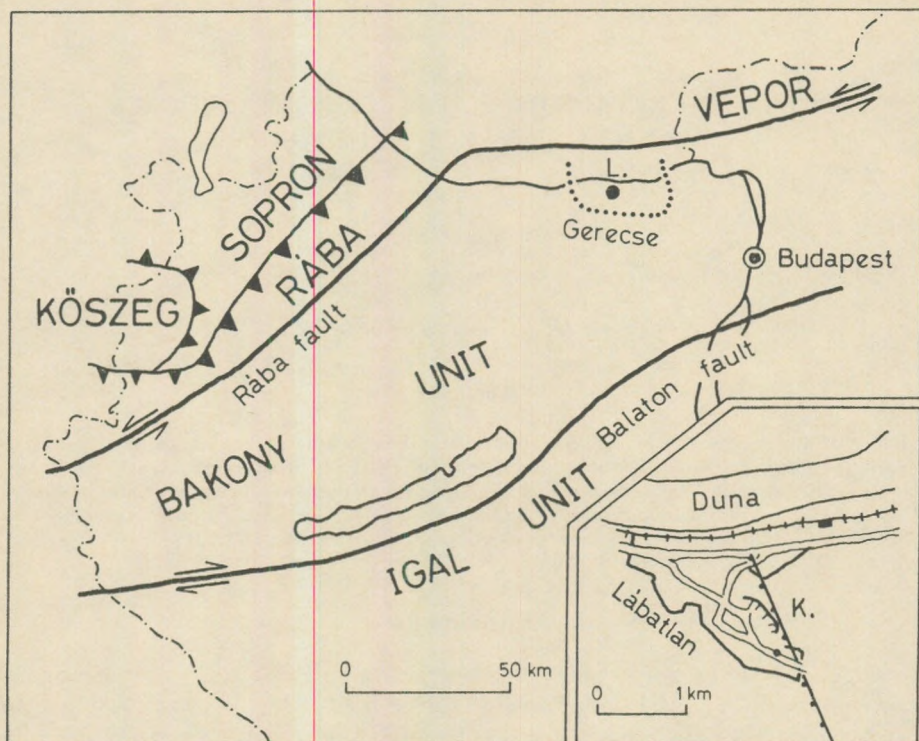 VEPOR
L.
Gerecse
Budapest
SOPRON
RÁBA
KŐSZEG
Rába fault
BAKONY UNIT
Balaton fault
IGAL UNIT
0 50 km
Duna
Lábatlan
K.
0 1 km